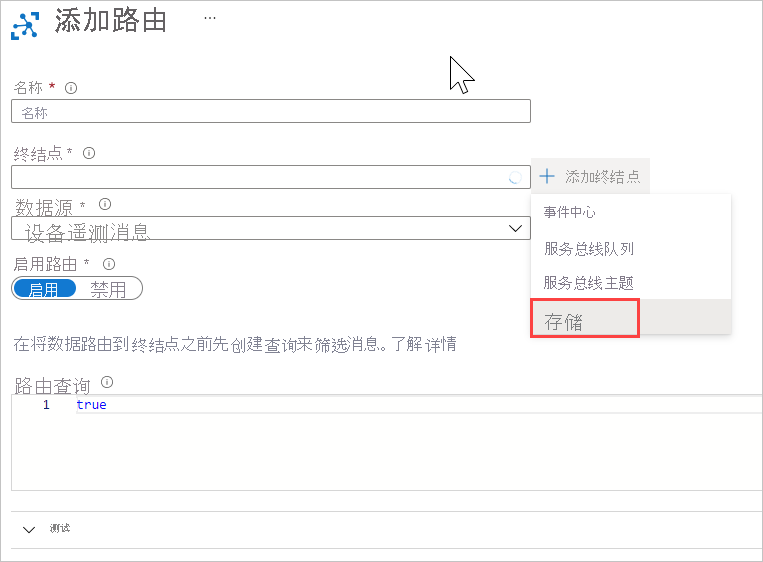 添加路由 ...
名称 *
名称
终结点 *
添加终结点
数据源 *
设备遥测消息
事件中心
服务总线队列
服务总线主题
存储
启用路由 *
启用 禁用
在将数据路由到终结点之前先创建查询来筛选消息。了解详情
路由查询
1 true
测试